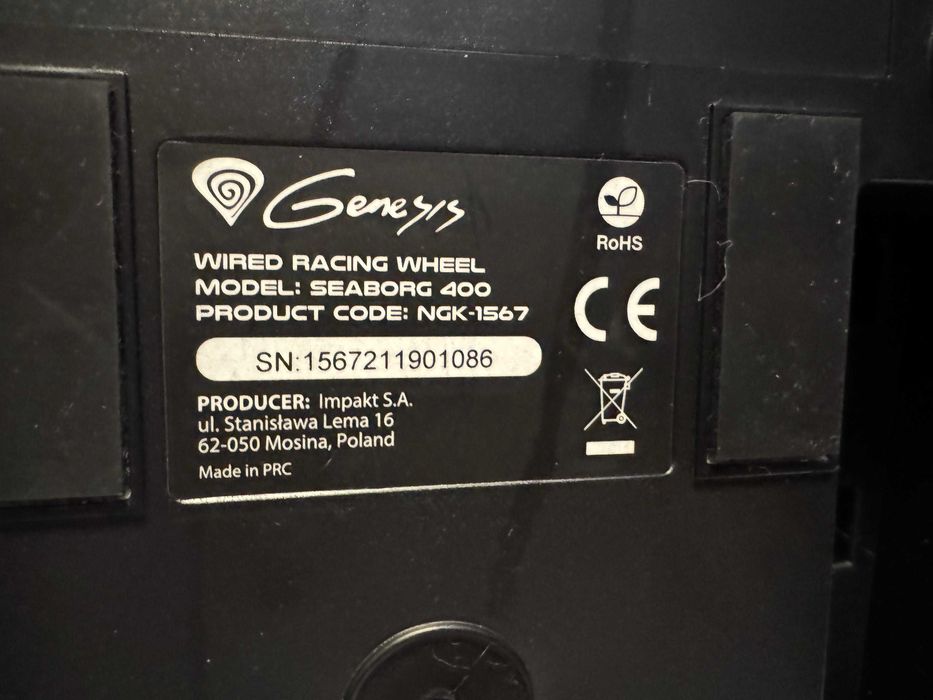 Genesis
RoHS
WIRED RACING WHEEL
MODEL: SEABORG 400
PRODUCT CODE: NGK-1567
CE
SN:1567211901086
PRODUCER: Impakt S.A.
ul. Stanisława Lema 16
62-050 Mosina, Poland
Made in PRC